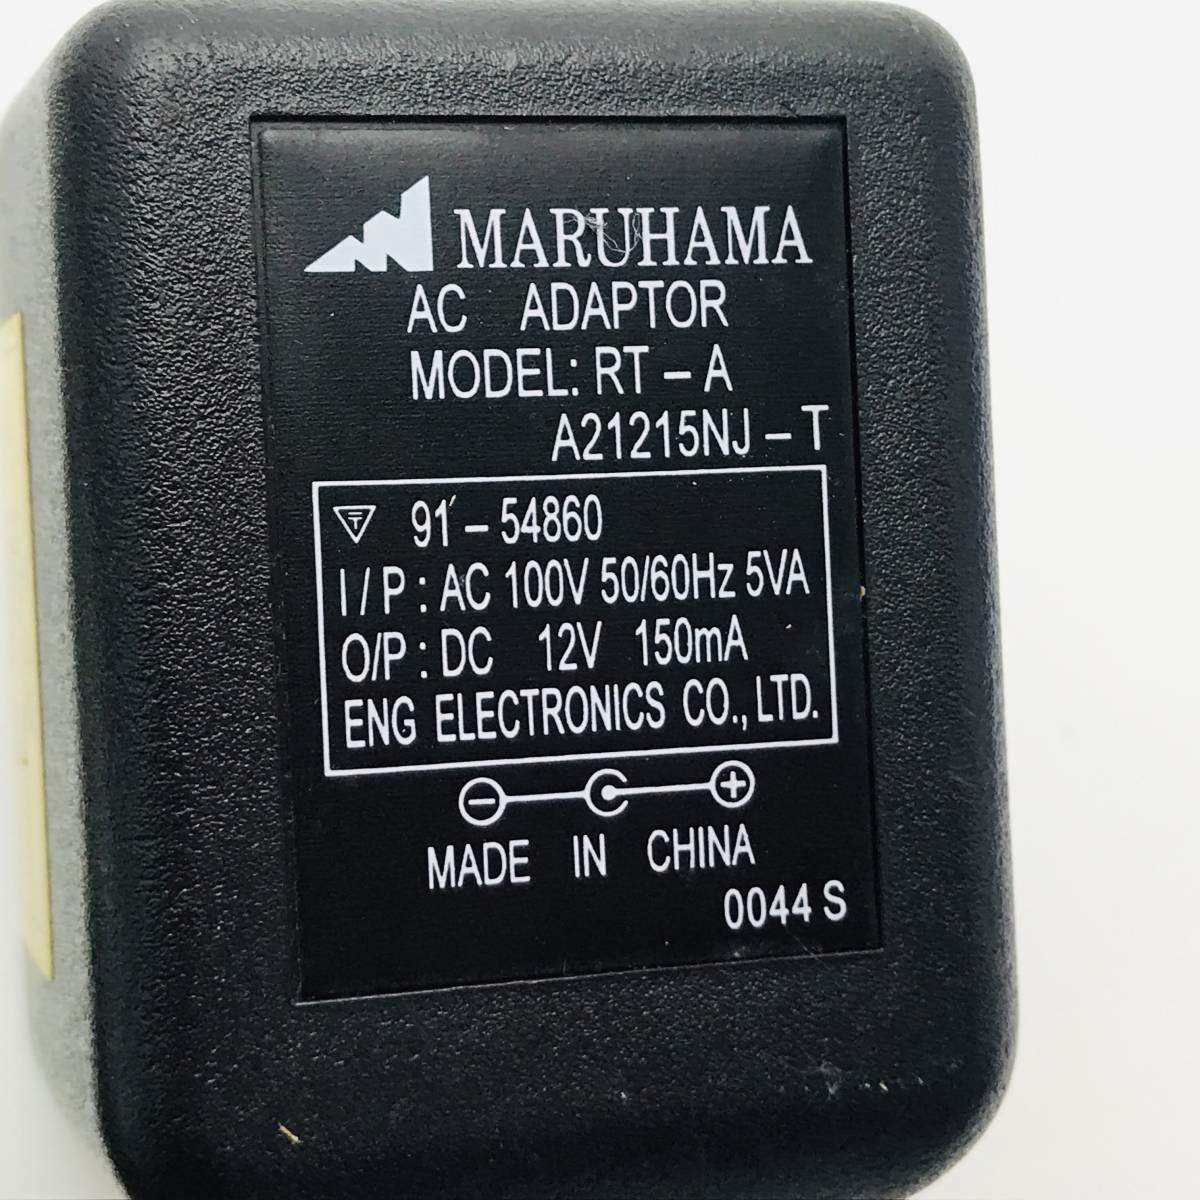 MARUHAMA
AC ADAPTOR
MODEL: RT – A
A21215NJ – T
91 – 54860
I / P : AC 100V 50/60Hz 5VA
O/P : DC 12V 150mA
ENG ELECTRONICS CO., LTD.
MADE IN CHINA
0044 S